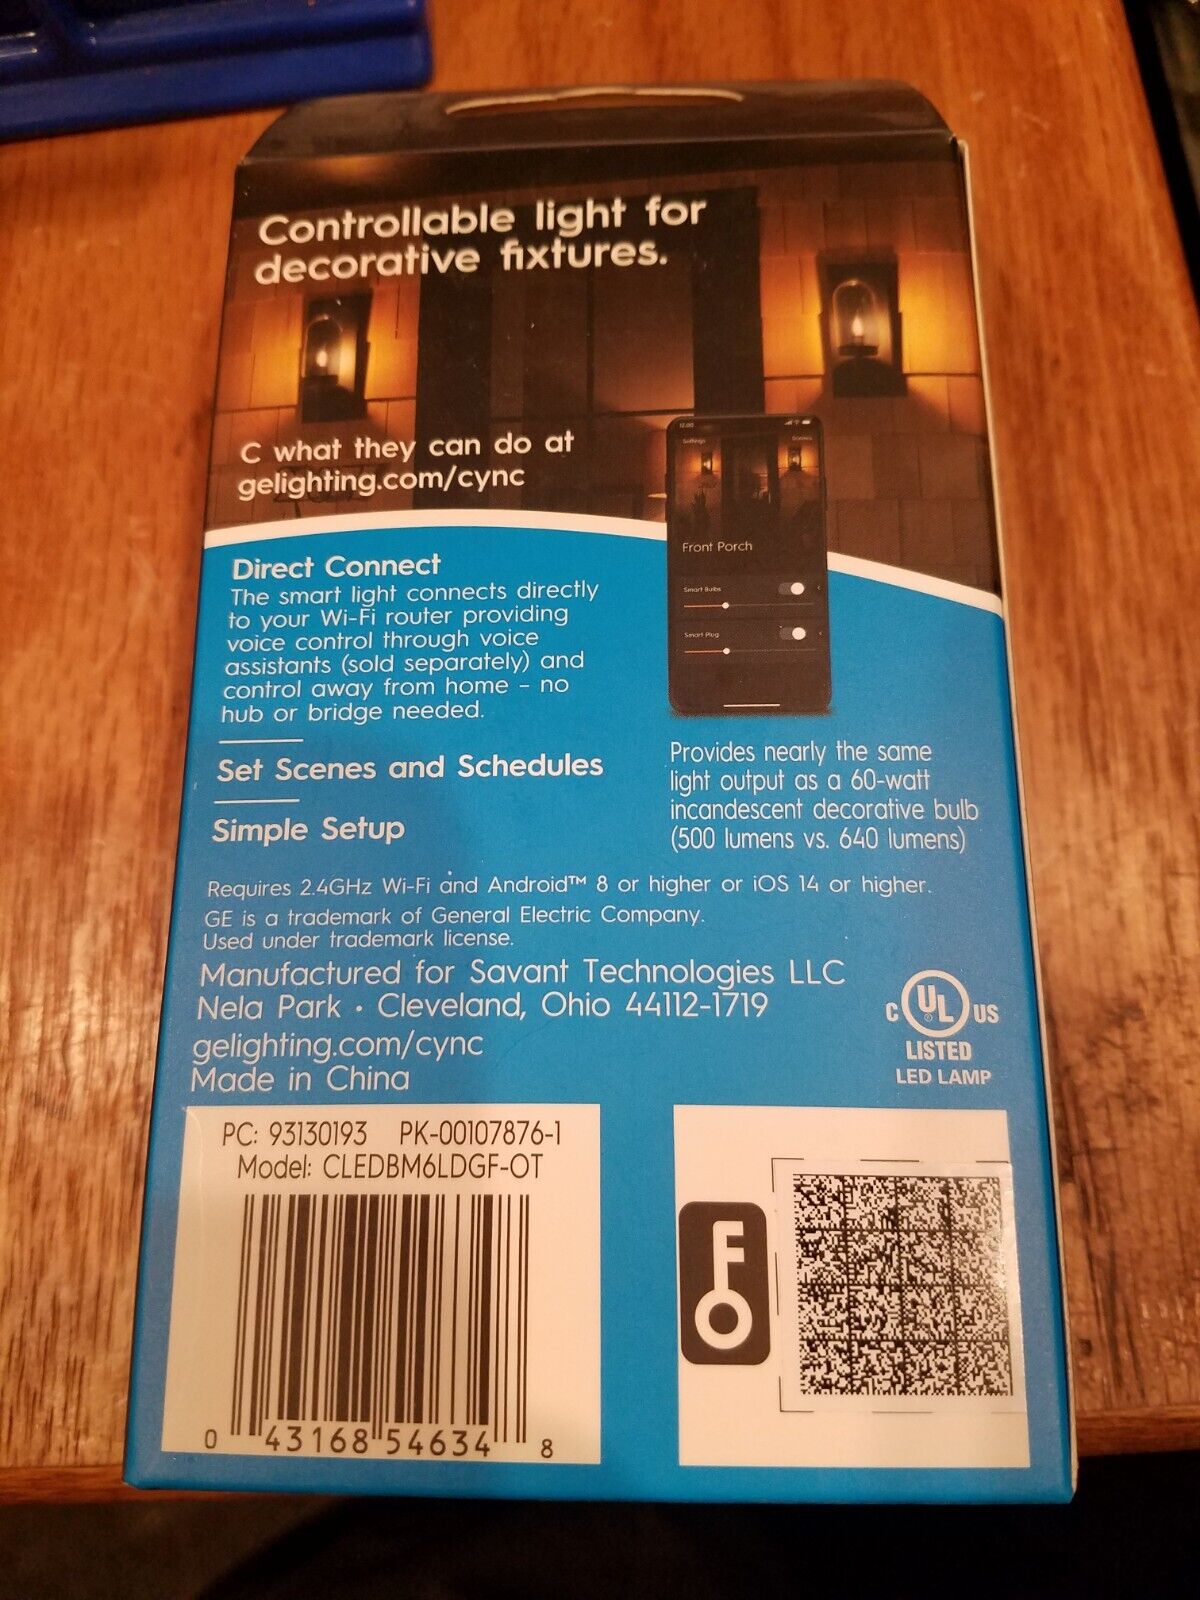 Controllable light for
decorative fixtures.
C what they can do at
gelighting.com/cync
12:00
Settings
Scenes
Front Porch
Smart Bulbs
Smart Plug
Direct Connect
The smart light connects directly
to your Wi-Fi router providing
voice control through voice
assistants (sold separately) and
control away from home – no
hub or bridge needed.
Set Scenes and Schedules
Simple Setup
Provides nearly the same
light output as a 60-watt
incandescent decorative bulb
(500 lumens vs. 640 lumens)
Requires 2.4GHz Wi-Fi and Android™ 8 or higher or iOS 14 or higher.
GE is a trademark of General Electric Company.
Used under trademark license.
Manufactured for Savant Technologies LLC
Nela Park • Cleveland, Ohio 44112-1719
gelighting.com/cync
Made in China
C UL ® US
LISTED
LED LAMP
PC: 93130193 PK-00107876-1
Model: CLEDBM6LDGF-OT
0 43168 54634 8